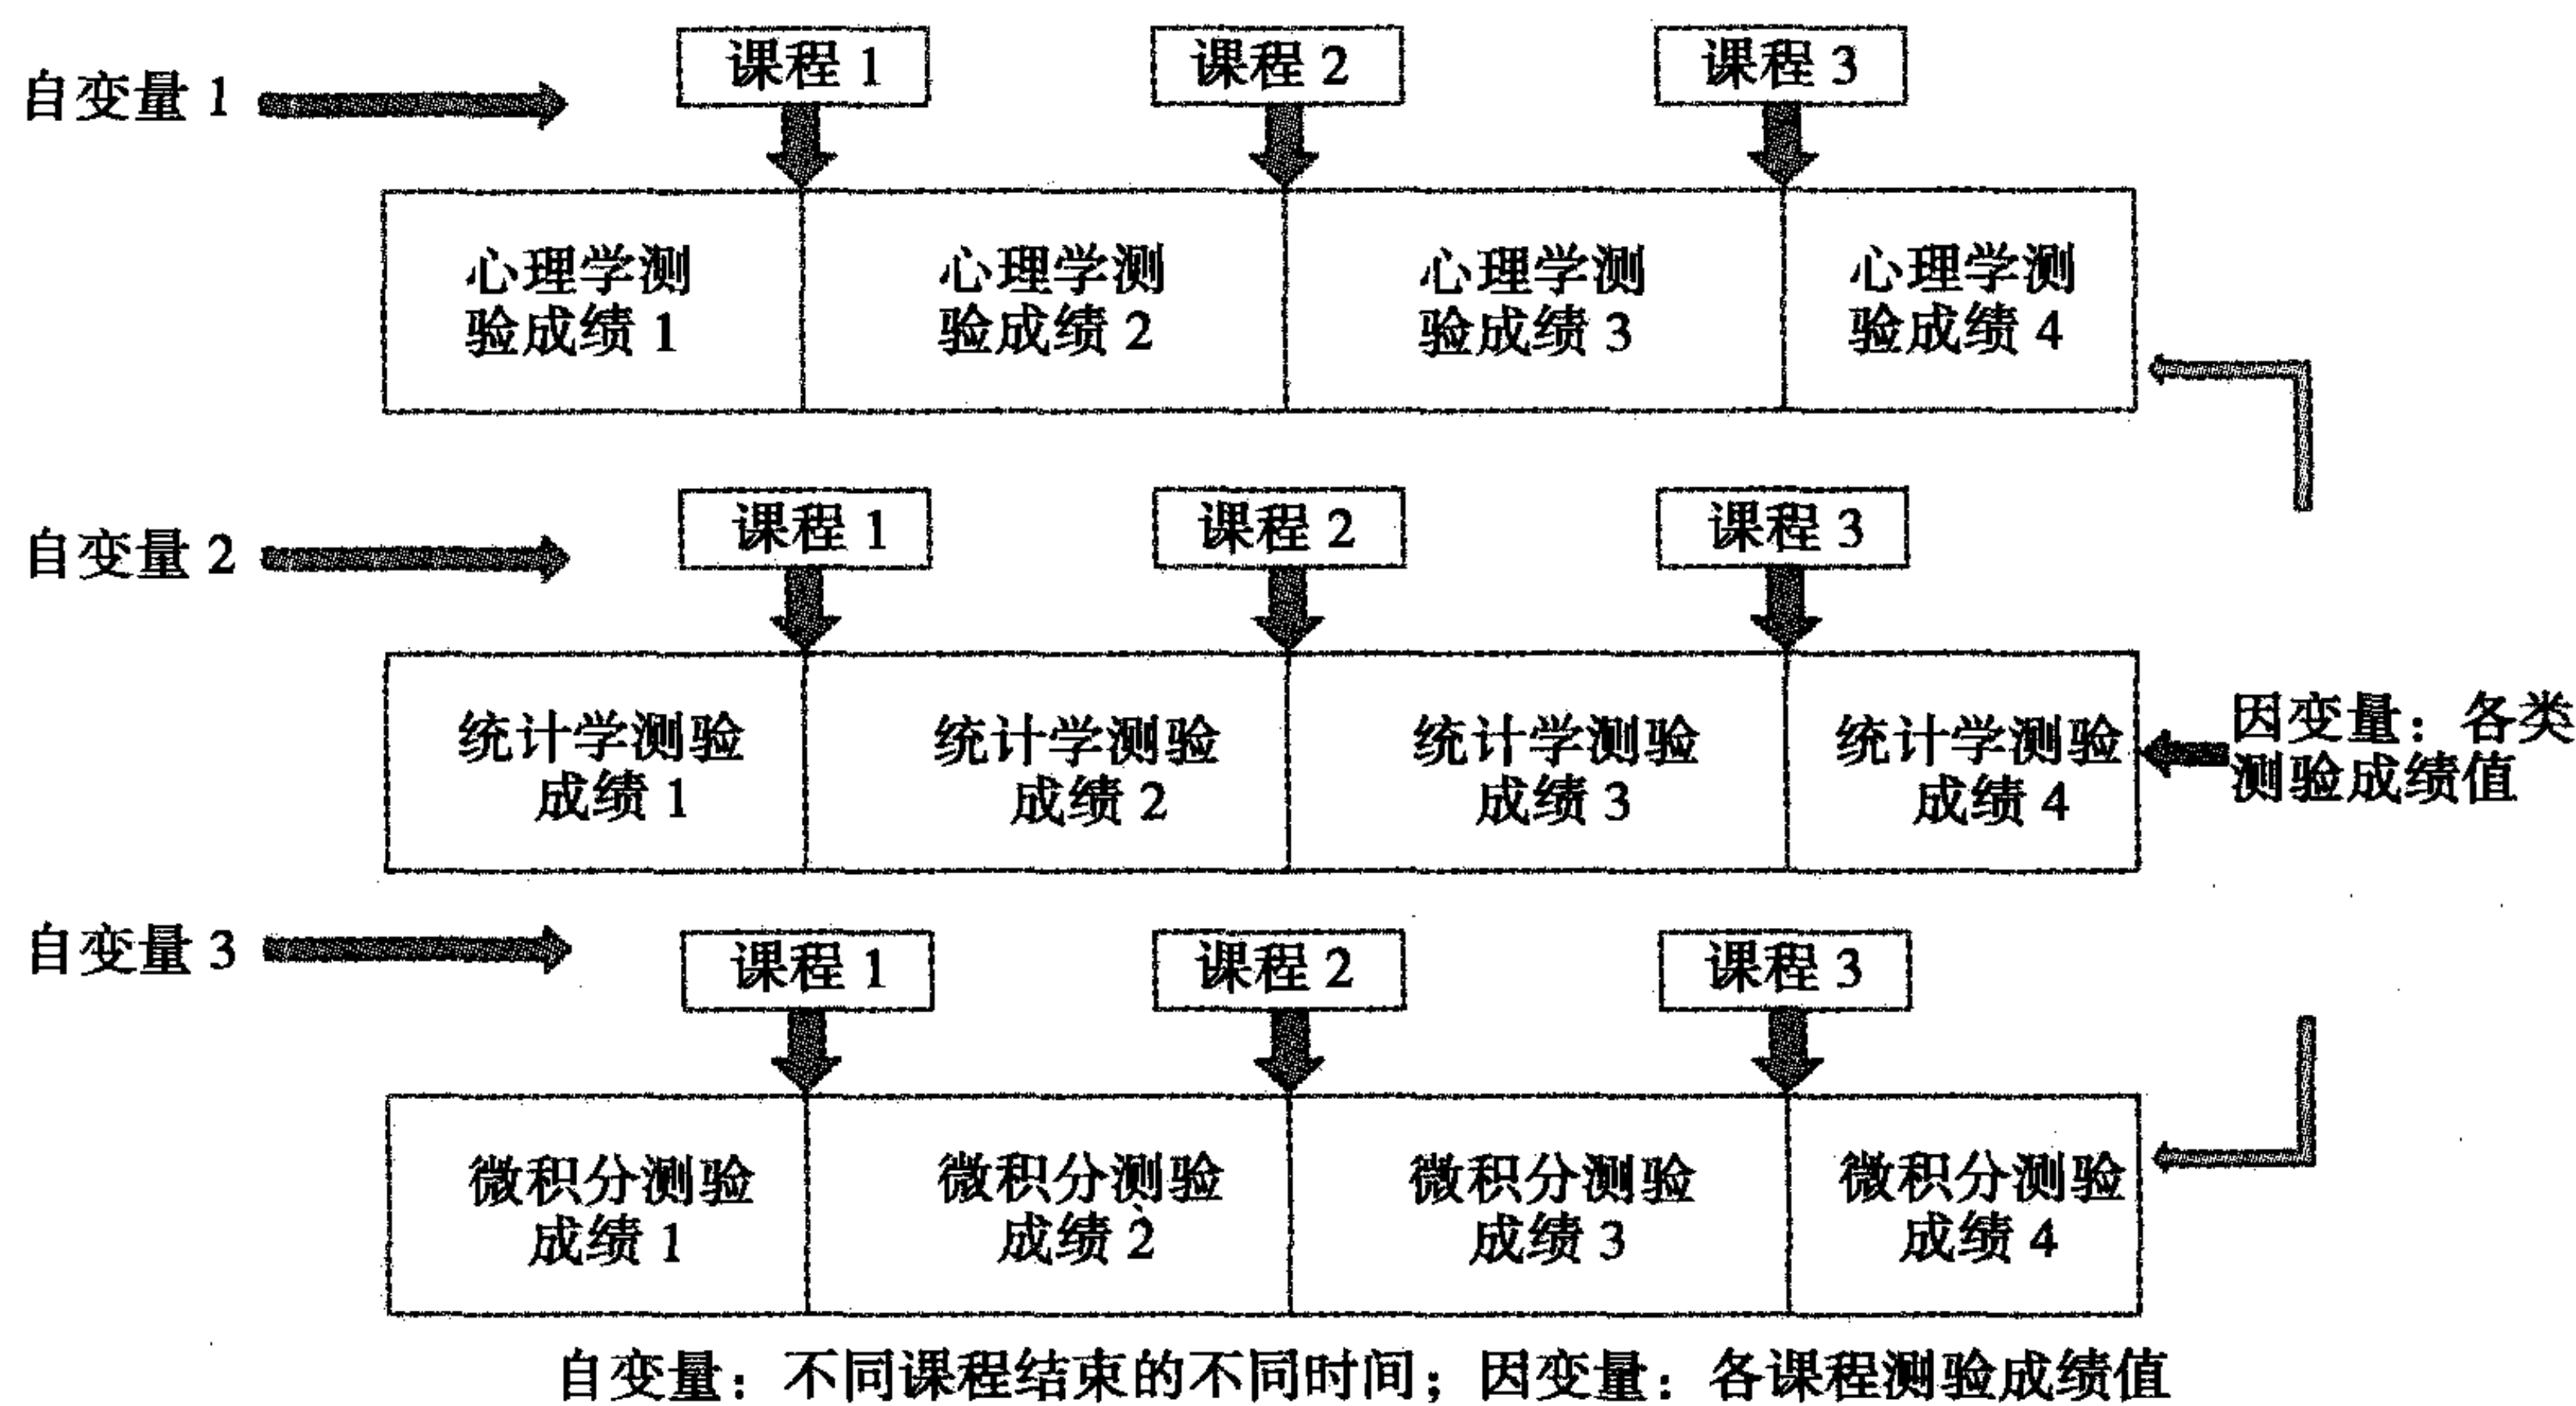 课程 1
课程 2
课程 3
自变量 1
心理学测
验成绩 1
心理学测
验成绩 2
心理学测
验成绩 3
心理学测
验成绩 4
课程 1
课程 2
课程 3
自变量 2
统计学测验
成绩 1
统计学测验
成绩 2
统计学测验
成绩 3
统计学测验
成绩 4
因变量：各类
测验成绩值
自变量 3
课程 1
课程 2
课程 3
微积分测验
成绩 1
微积分测验
成绩 2
微积分测验
成绩 3
微积分测验
成绩 4
自变量：不同课程结束的不同时间；因变量：各课程测验成绩值